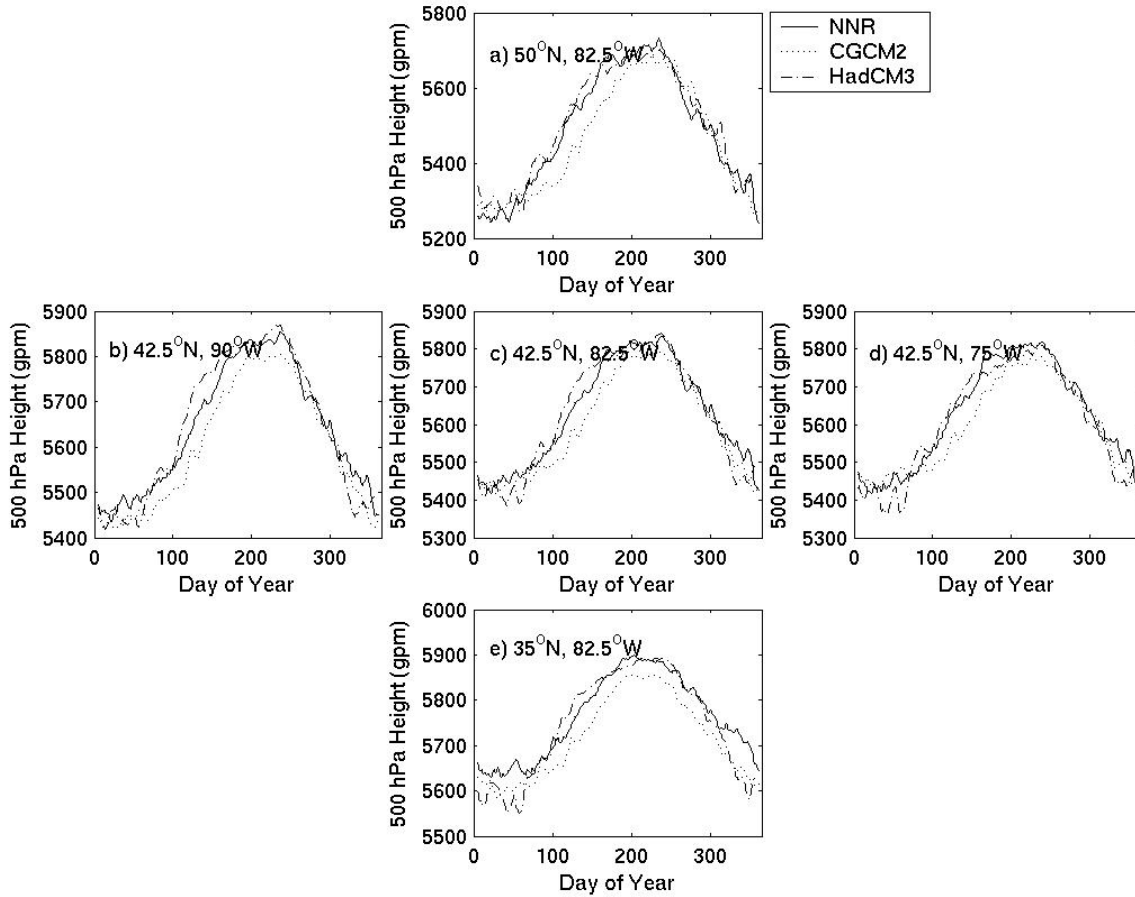 5800
5600
5400
5200
500 hPa Height (gpm)
a) 50°N, 82.5°W
0 100 200 300
Day of Year
NNR
CGCM2
HadCM3
5900
5800
5700
5600
5500
5400
500 hPa Height (gpm)
b) 42.5°N, 90°W
0 100 200 300
Day of Year
5900
5800
5700
5600
5500
5400
5300
500 hPa Height (gpm)
c) 42.5°N, 82.5°W
0 100 200 300
Day of Year
5900
5800
5700
5600
5500
5400
5300
500 hPa Height (gpm)
d) 42.5°N, 75°W
0 100 200 300
Day of Year
6000
5900
5800
5700
5600
5500
500 hPa Height (gpm)
e) 35°N, 82.5°W
0 100 200 300
Day of Year